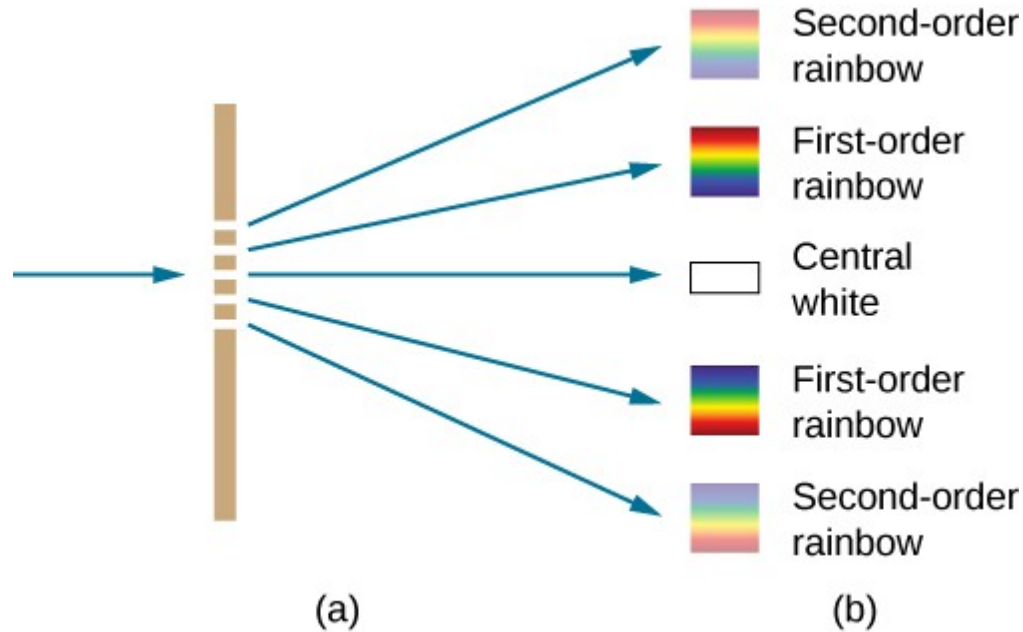 Second-order
rainbow
First-order
rainbow
Central
white
First-order
rainbow
Second-order
rainbow
(a)
(b)